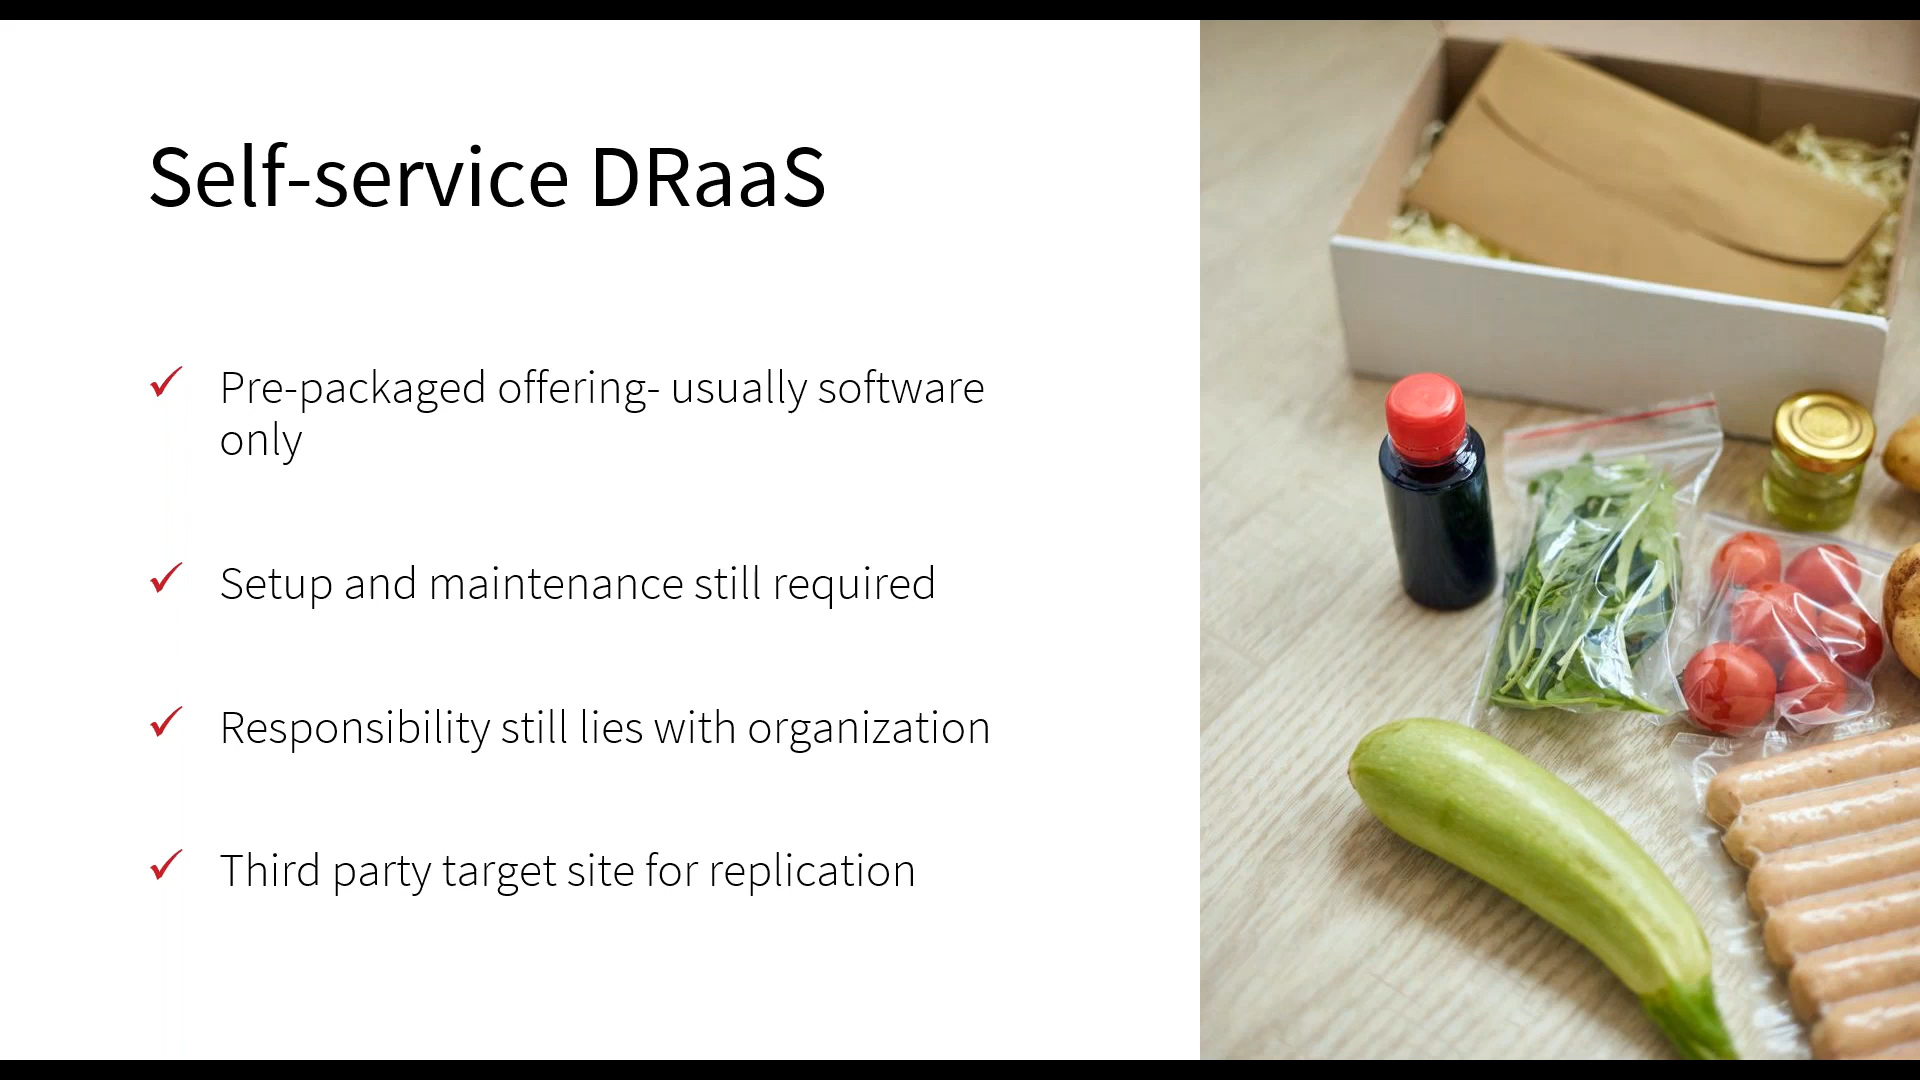 Self-service DRaaS
Pre-packaged offering- usually software
only
Setup and maintenance still required
Responsibility still lies with organization
Third party target site for replication